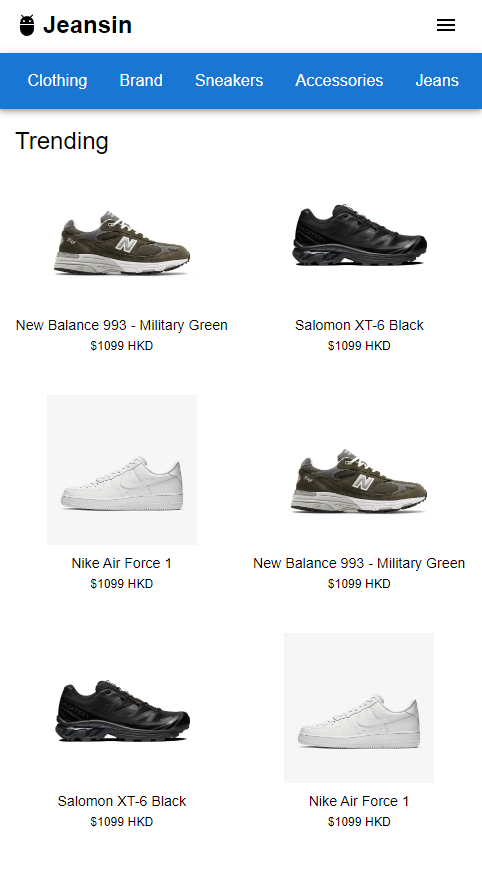 Jeansin
Clothing Brand Sneakers Accessories Jeans
Trending
New Balance 993 - Military Green
$1099 HKD
Salomon XT-6 Black
$1099 HKD
Nike Air Force 1
$1099 HKD
New Balance 993 - Military Green
$1099 HKD
Salomon XT-6 Black
$1099 HKD
Nike Air Force 1
$1099 HKD